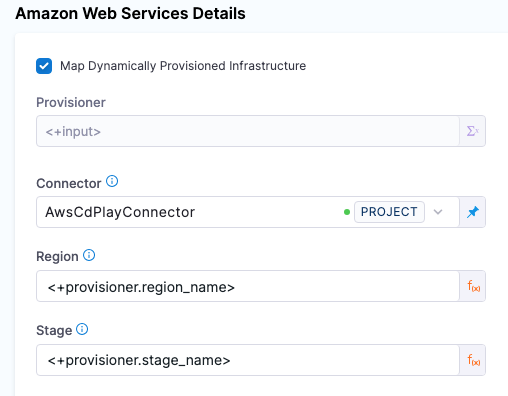 Amazon Web Services Details
Map Dynamically Provisioned Infrastructure
Provisioner
<+input>
Connector
AwsCdPlayConnector PROJECT
Region
<+provisioner.region_name> f(x)
Stage
<+provisioner.stage_name> f(x)